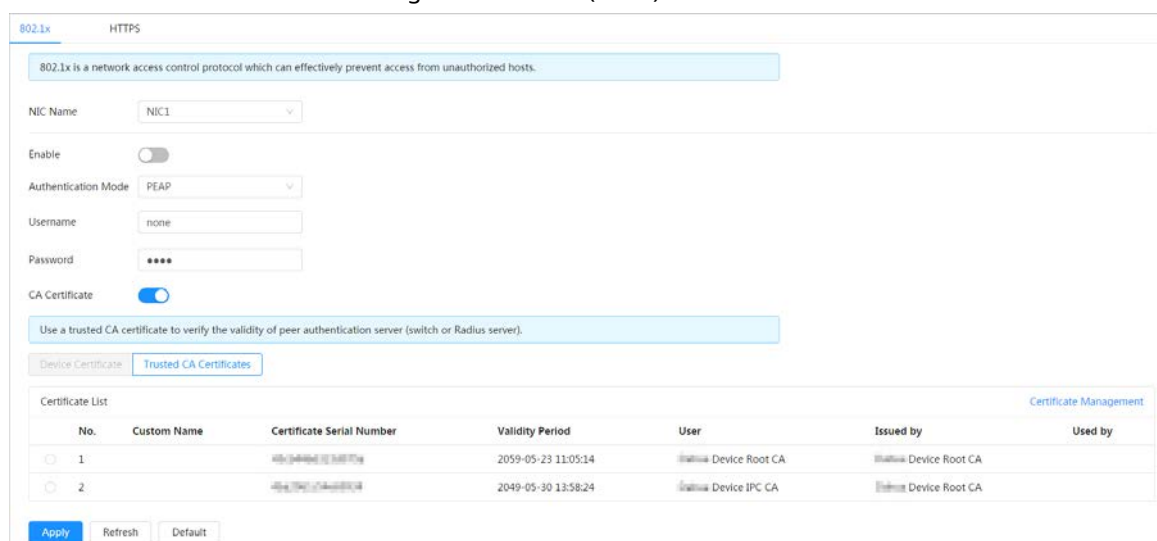 802.1x HTTPS
802.1x is a network access control protocol which can effectively prevent access from unauthorized hosts.
NIC Name NIC1
Enable
Authentication Mode PEAP
Username none
Password ••••
CA Certificate
Use a trusted CA certificate to verify the validity of peer authentication server (switch or Radius server).
Device Certificate Trusted CA Certificates
Certificate List Certificate Management
No. Custom Name Certificate Serial Number Validity Period User Issued by Used by
1 2059-05-23 11:05:14 Device Root CA Device Root CA
2 2049-05-30 13:58:24 Device IPC CA Device Root CA
Apply Refresh Default